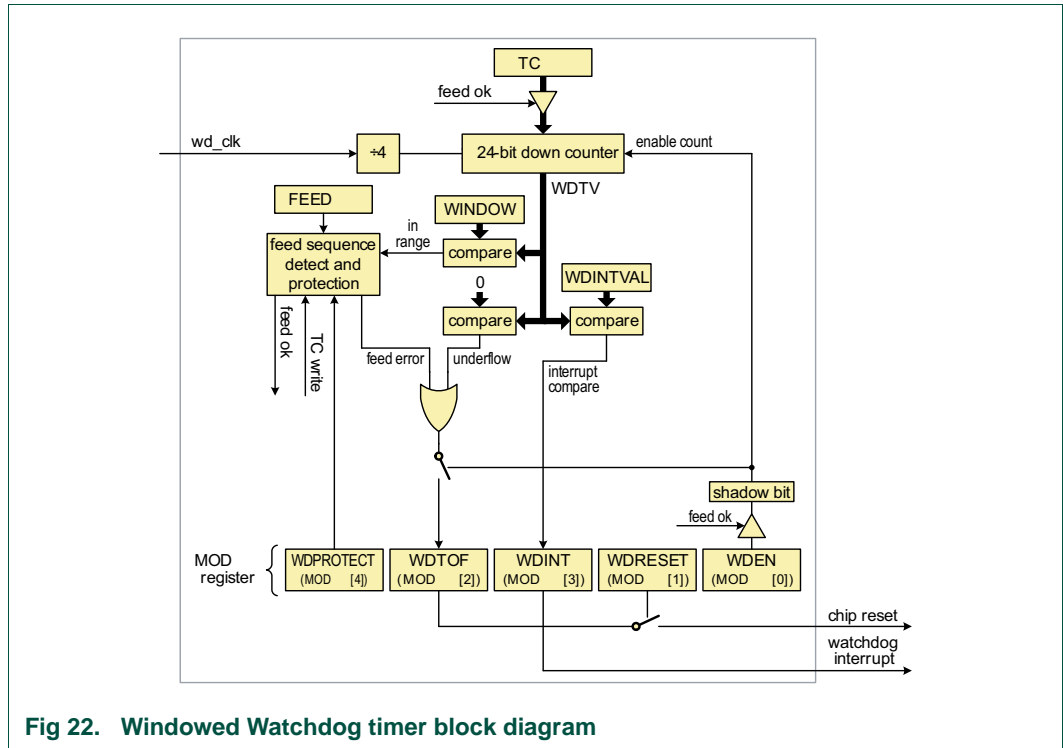 TC
feed ok
wd_clk
÷4
24-bit down counter
enable count
WDTV
FEED
WINDOW
in
range
feed sequence
detect and
protection
compare
WDINTVAL
0
compare
compare
feed ok
TC write
feed error
underflow
interrupt
compare
shadow bit
feed ok
MOD
register
WDPROTECT
(MOD [4])
WDTOF
(MOD [2])
WDINT
(MOD [3])
WDRESET
(MOD [1])
WDEN
(MOD [0])
chip reset
watchdog
interrupt
Fig 22. Windowed Watchdog timer block diagram